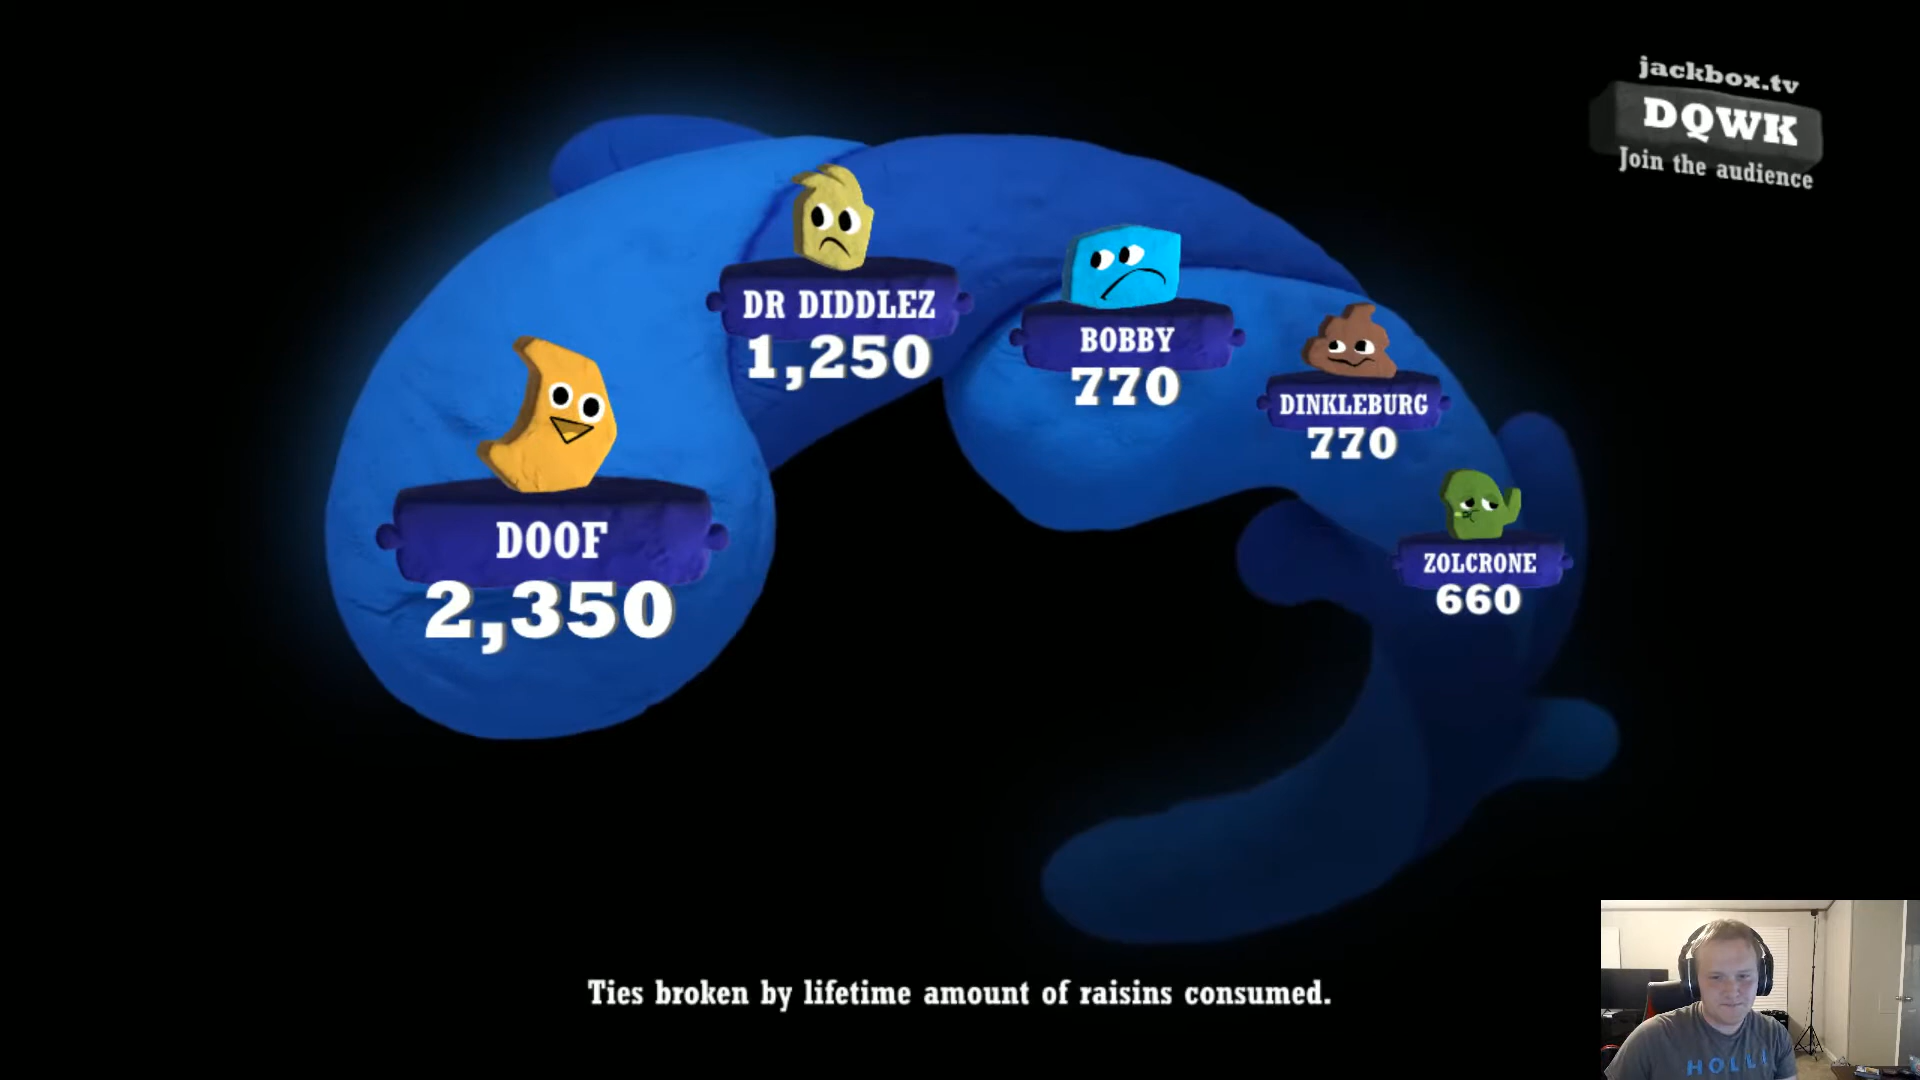 jackbox.tv
DQWK
Join the audience
DR DIDDLEZ
1,250
BOBBY
770
DINKLEBURG
770
DOOF
2,350
ZOLCRONE
660
Ties broken by lifetime amount of raisins consumed.
HOLL